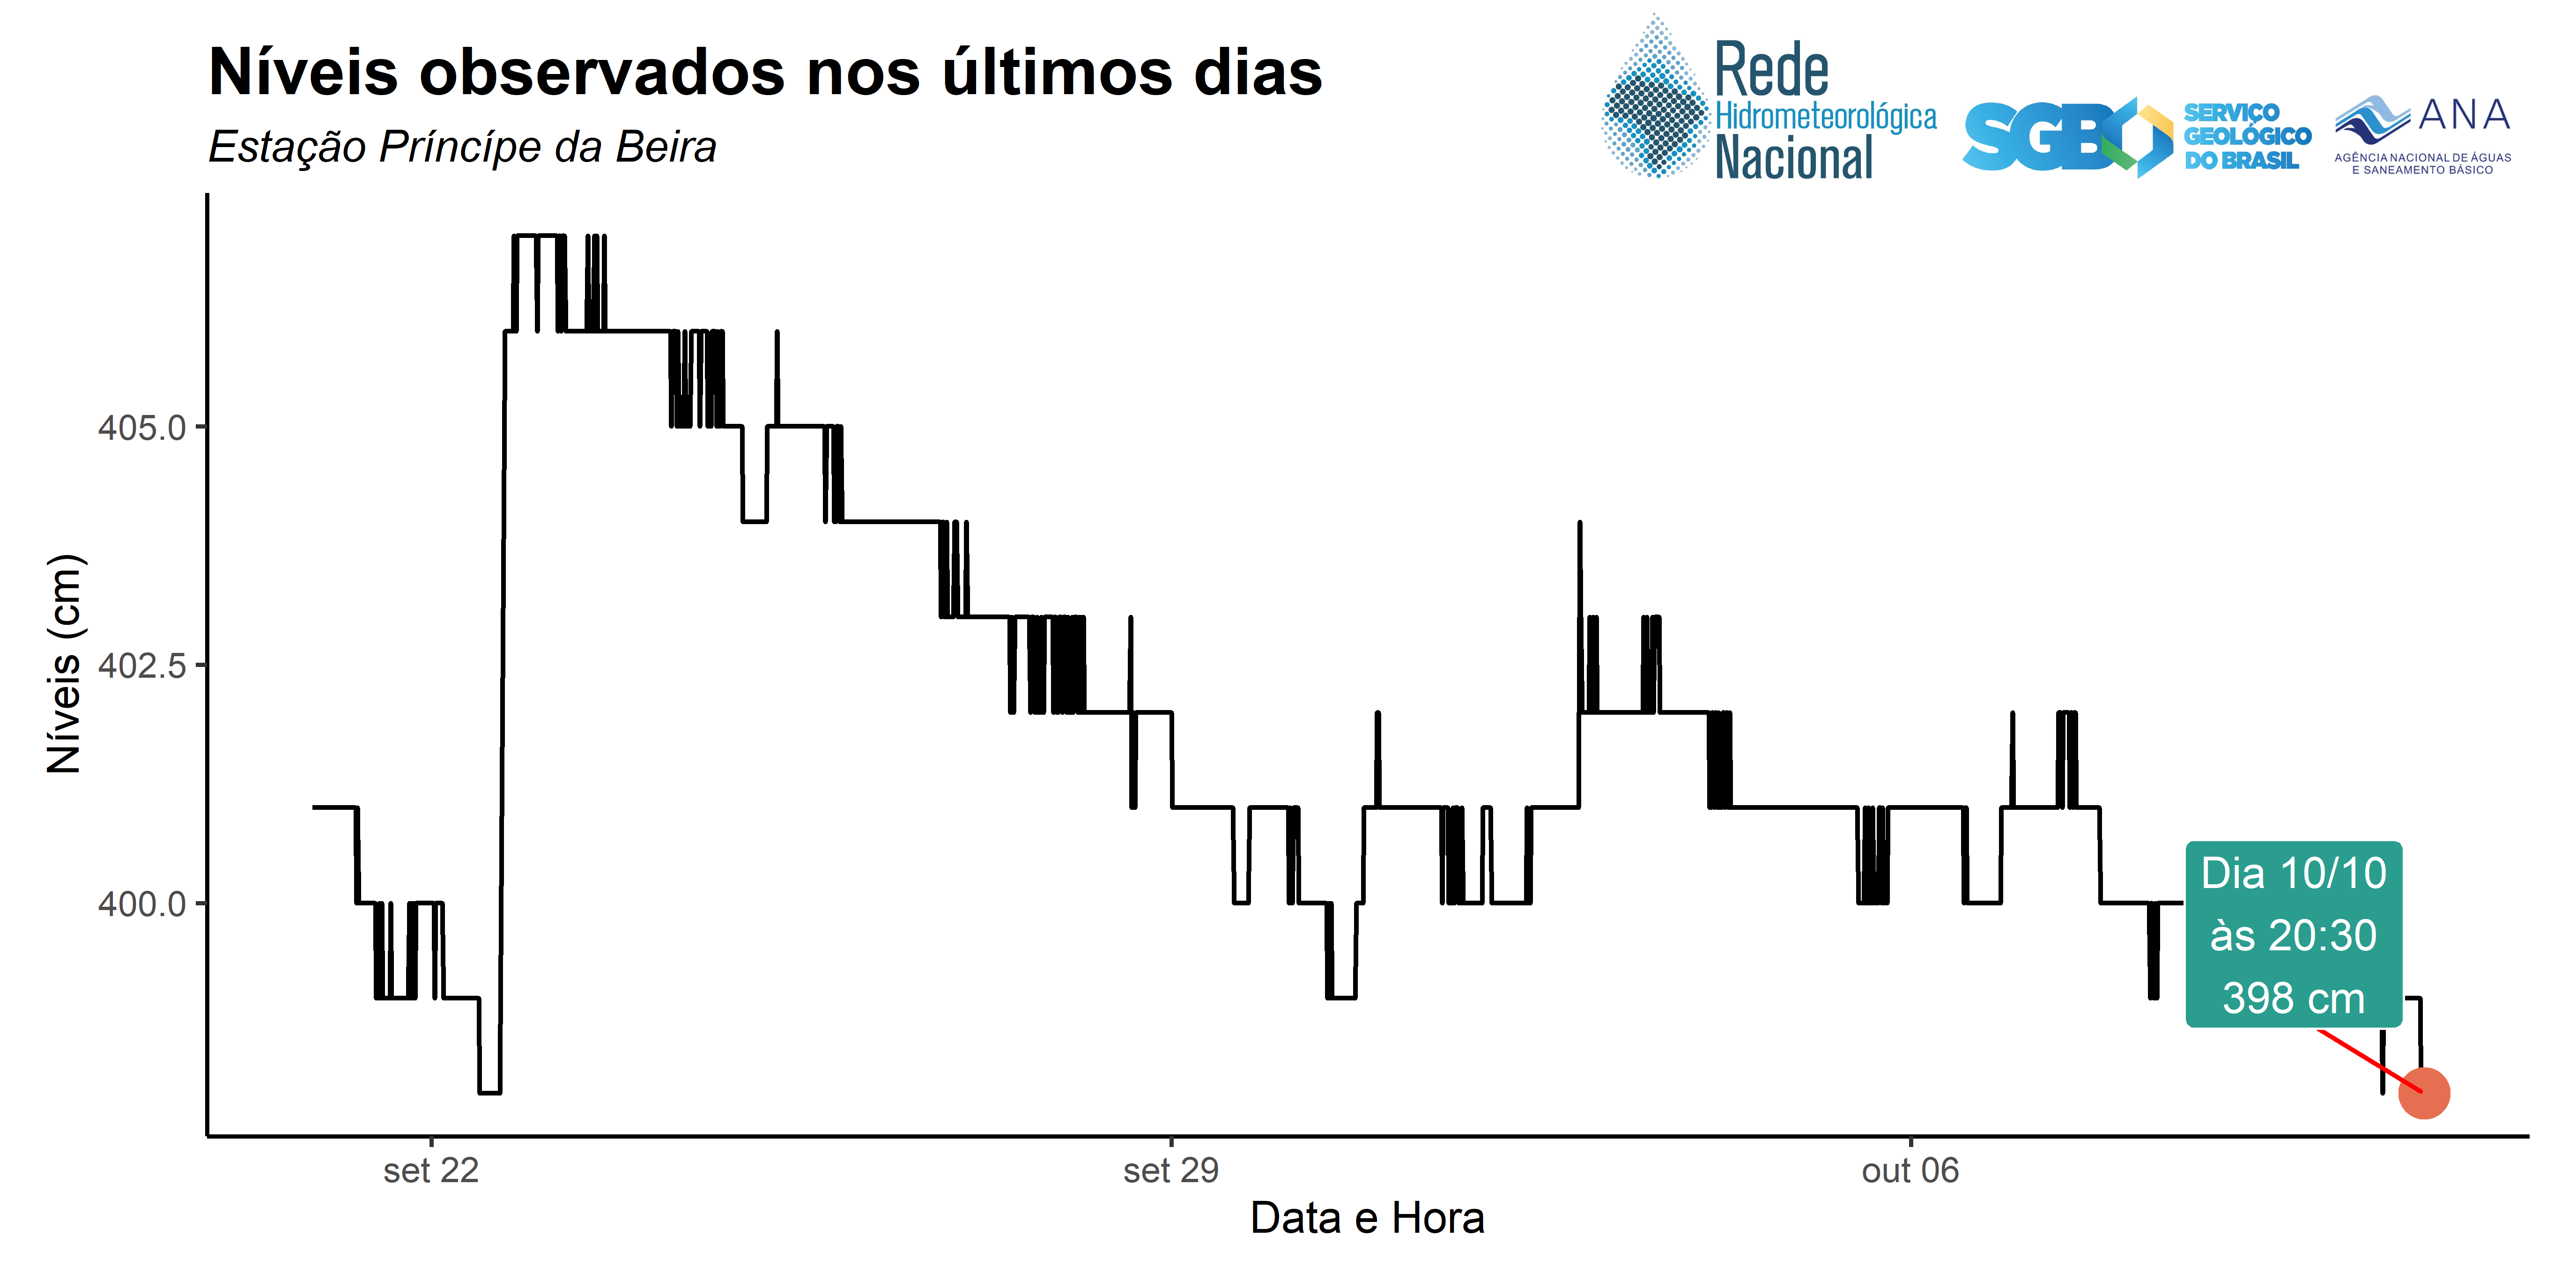 Níveis observados nos últimos dias
Estação Príncípe da Beira
Rede
Hidrometeorológica
Nacional
SGB
SERVIÇO
GEOLÓGICO
DO BRASIL
ANA
AGÊNCIA NACIONAL DE ÁGUAS
E SANEAMENTO BÁSICO
Níveis (cm)
405.0
402.5
400.0
Dia 10/10
às 20:30
398 cm
set 22
set 29
out 06
Data e Hora